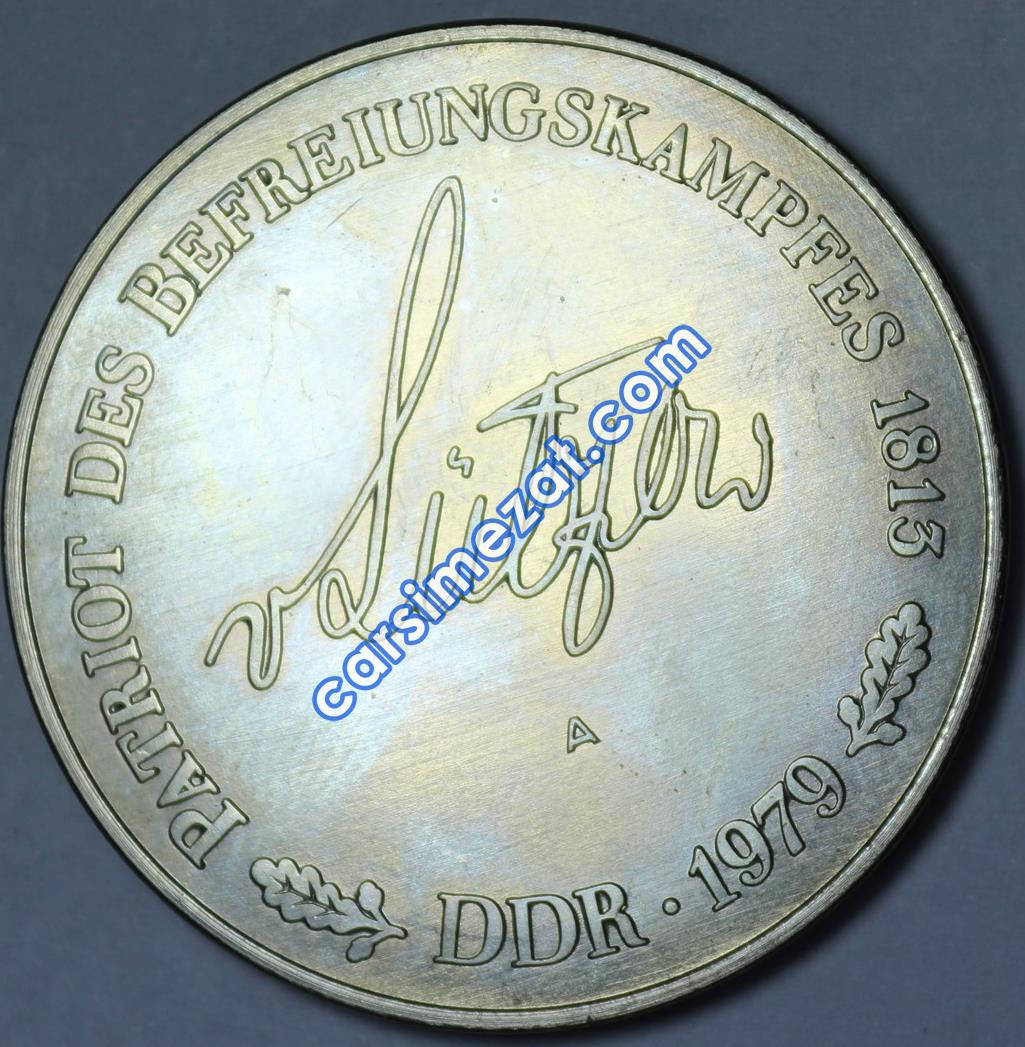 PATRIOT DES BEFREIUNGSKAMPFES 1813
v Lützow
carsimezat.com
A
DDR · 1979